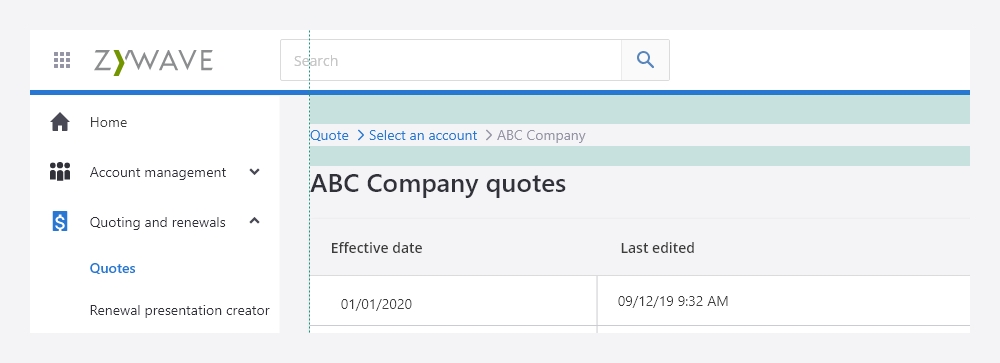 ZYWAVE
Search
Home
Account management
Quoting and renewals
Quotes
Renewal presentation creator
Quote > Select an account > ABC Company
ABC Company quotes
Effective date Last edited
01/01/2020 09/12/19 9:32 AM